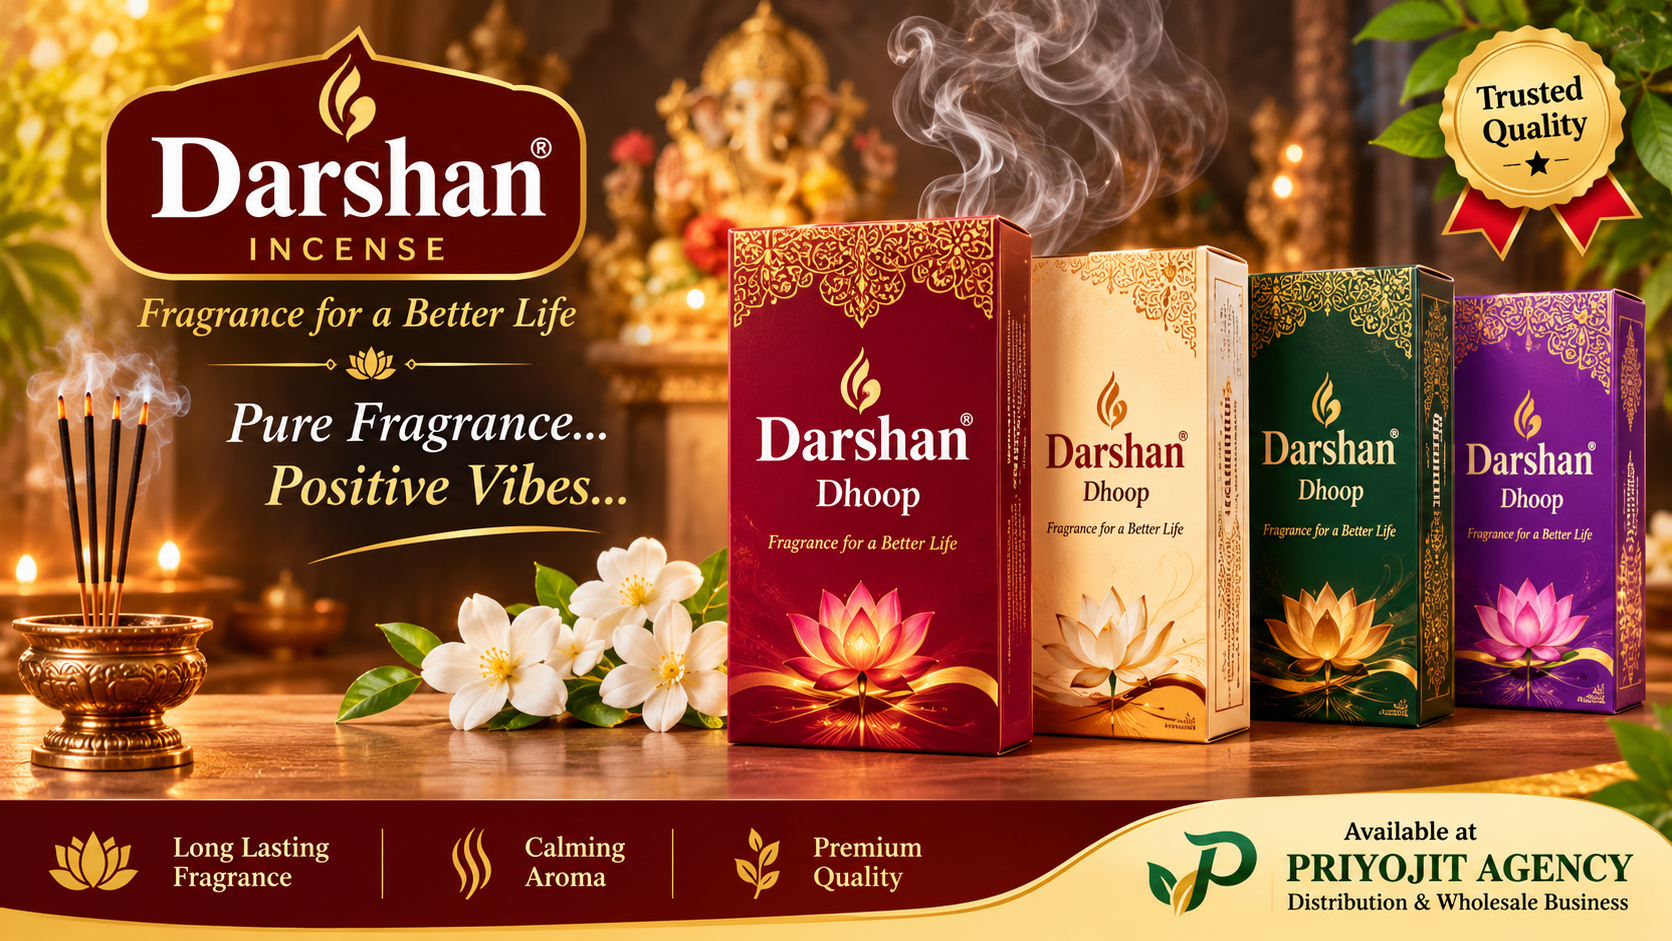 Darshan®
INCENSE
Fragrance for a Better Life
Pure Fragrance...
Positive Vibes...
Trusted
Quality
Darshan®
Dhoop
Fragrance for a Better Life
Darshan®
Dhoop
Fragrance for a Better Life
Darshan®
Dhoop
Fragrance for a Better Life
Darshan®
Dhoop
Fragrance for a Better Life
Long Lasting
Fragrance
Calming
Aroma
Premium
Quality
Available at
PRIYOJIT AGENCY
Distribution & Wholesale Business